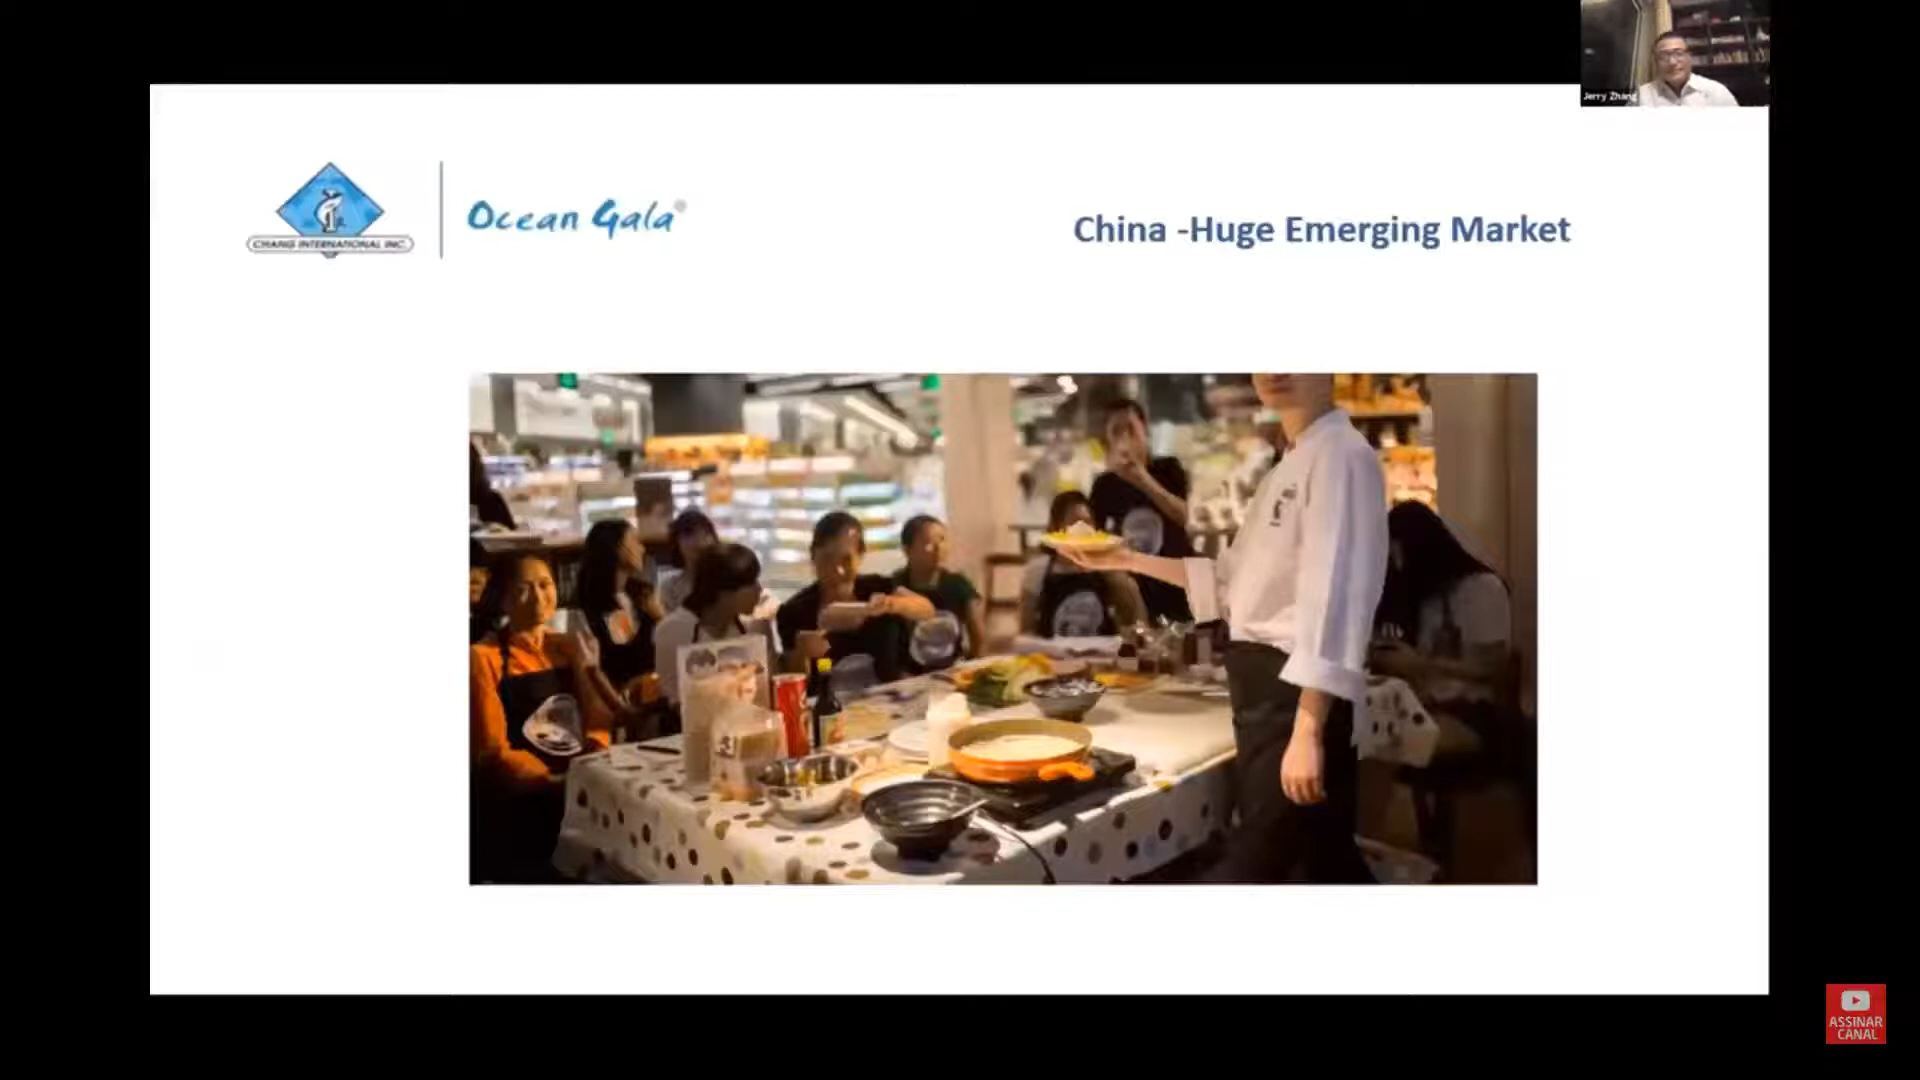 Jerry Zhang
CHANG INTERNATIONAL INC.
Ocean Gala
China -Huge Emerging Market
ASSINAR
CANAL